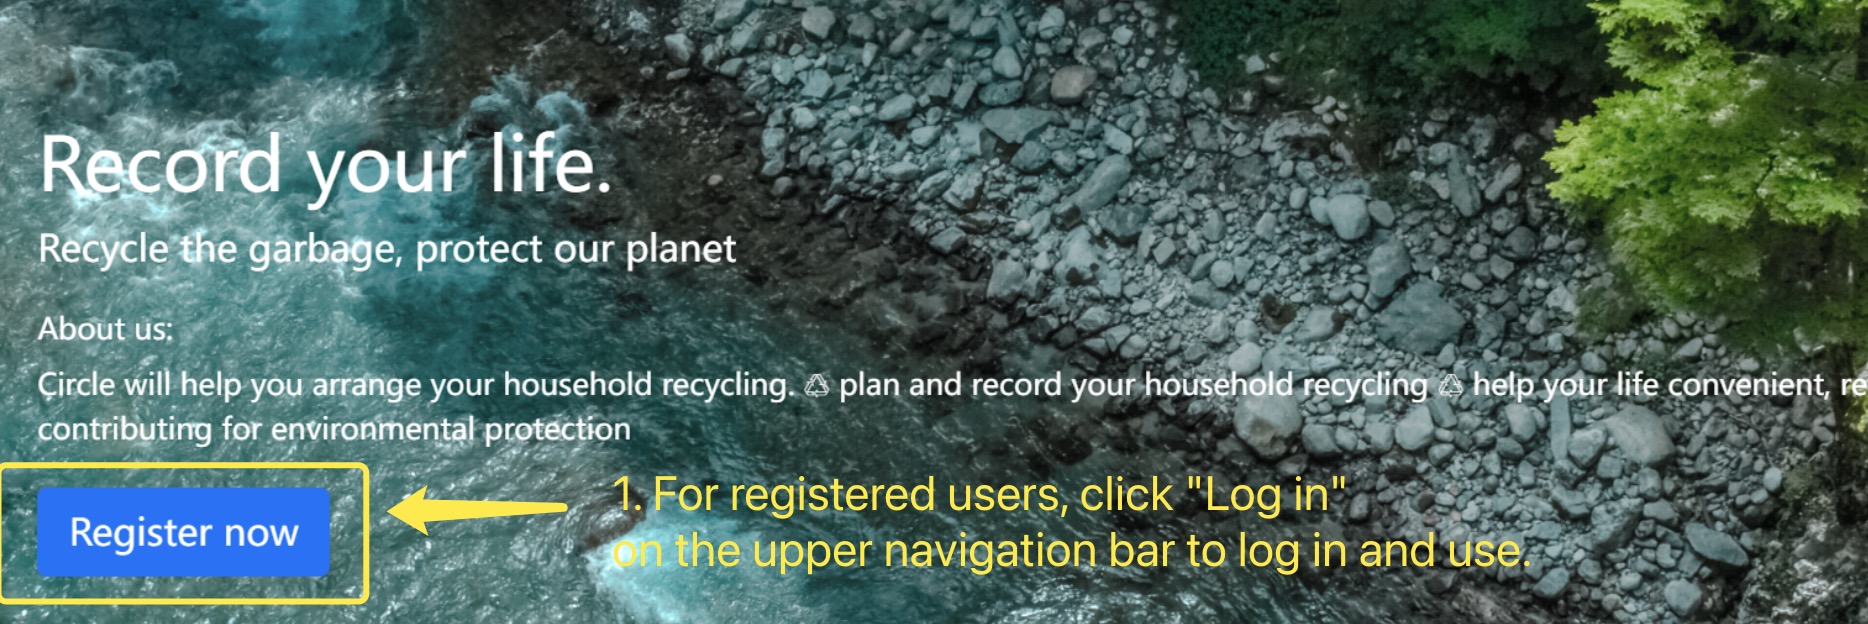 Record your life.
Recycle the garbage, protect our planet
About us:
Circle will help you arrange your household recycling. ♺ plan and record your household recycling ♺ help your life convenient,
contributing for environmental protection
Register now
1. For registered users, click "Log in"
on the upper navigation bar to log in and use.